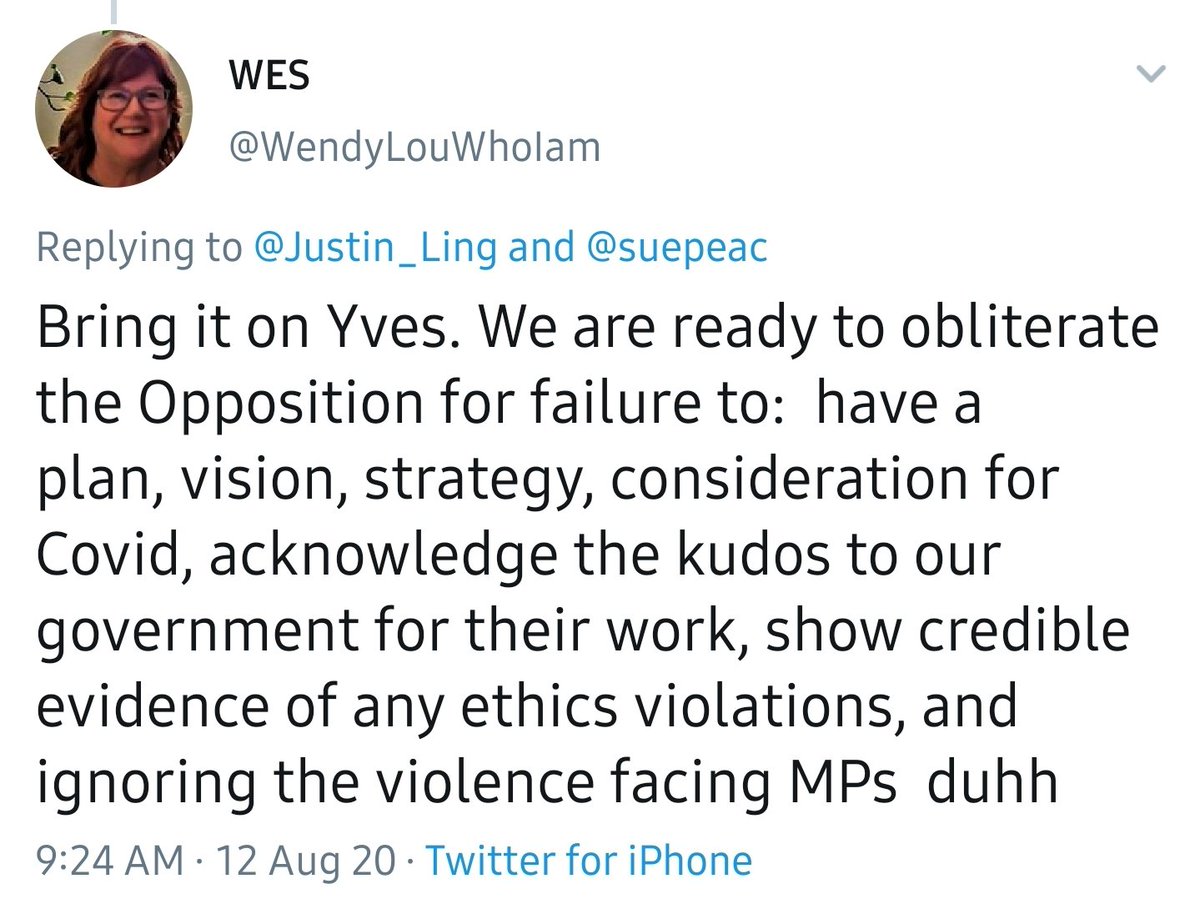 WES
@WendyLouWhoIam
Replying to @Justin_Ling and @suepeac
Bring it on Yves. We are ready to obliterate
the Opposition for failure to:  have a
plan, vision, strategy, consideration for
Covid, acknowledge the kudos to our
government for their work, show credible
evidence of any ethics violations, and
ignoring the violence facing MPs  duhh
9:24 AM · 12 Aug 20 · Twitter for iPhone